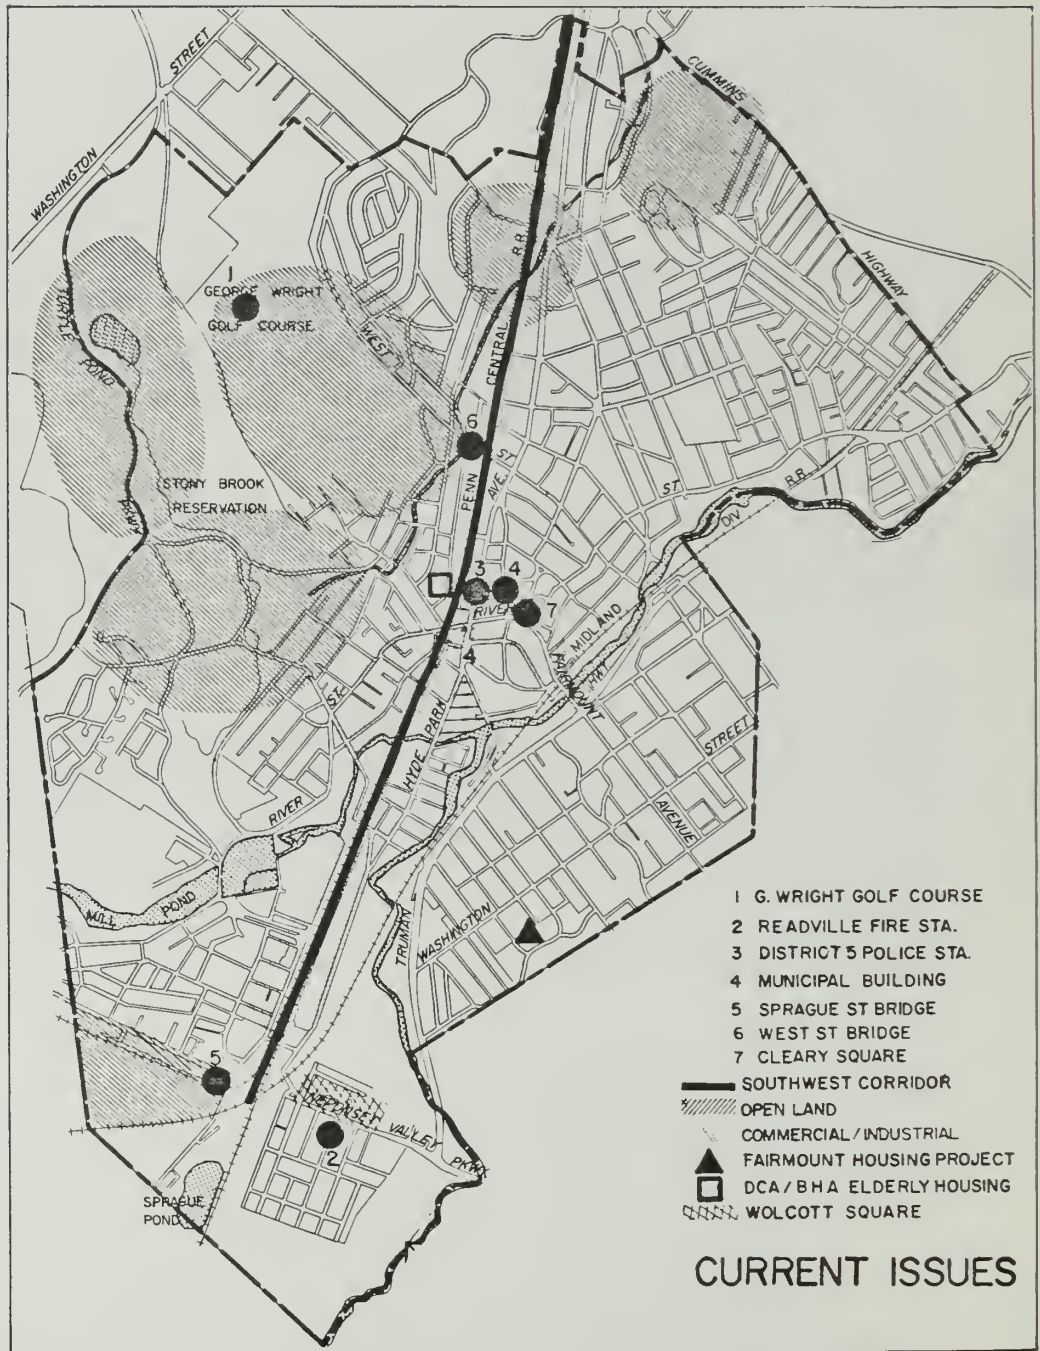 STREET
WASHINGTON
CUMMINS
HIGHWAY
TURTLE
POND
PKWY
1
GEORGE WRIGHT
GOLF COURSE
WEST
R.R.
CENTRAL
PENN
6
AVE.
ST
STONY BROOK
RESERVATION
ST
R.R.
DIV
3
4
RIVER
7
MIDLAND
FAIRMOUNT
HWY
4
ST.
HYDE PARK
STREET
RIVER
AVENUE
MILL POND
TRUMAN
WASHINGTON
5
NEPONSET VALLEY
PKWY
2
SPRAGUE
POND
1 G. WRIGHT GOLF COURSE
2 READVILLE FIRE STA.
3 DISTRICT 5 POLICE STA.
4 MUNICIPAL BUILDING
5 SPRAGUE ST BRIDGE
6 WEST ST BRIDGE
7 CLEARY SQUARE
SOUTHWEST CORRIDOR
OPEN LAND
COMMERCIAL/INDUSTRIAL
FAIRMOUNT HOUSING PROJECT
DCA/BHA ELDERLY HOUSING
WOLCOTT SQUARE
CURRENT ISSUES